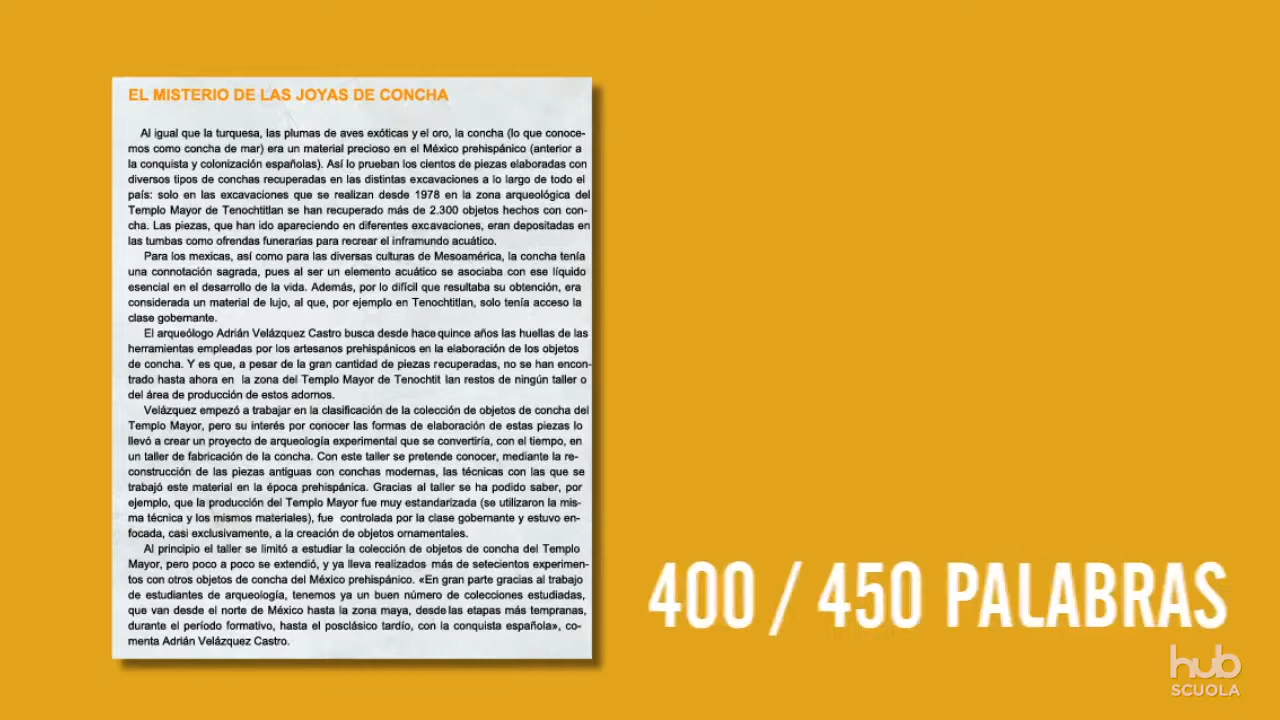 EL MISTERIO DE LAS JOYAS DE CONCHA
Al igual que la turquesa, las plumas de aves exóticas y el oro, la concha (lo que conoce-
mos como concha de mar) era un material precioso en el México prehispánico (anterior a
la conquista y colonización españolas). Así lo prueban los cientos de piezas elaboradas con
diversos tipos de conchas recuperadas en las distintas excavaciones a lo largo de todo el
país: solo en las excavaciones que se realizan desde 1978 en la zona arqueológica del
Templo Mayor de Tenochtitlan se han recuperado más de 2.300 objetos hechos con con-
cha. Las piezas, que han ido apareciendo en diferentes excavaciones, eran depositadas en
las tumbas como ofrendas funerarias para recrear el inframundo acuático.
Para los mexicas, así como para las diversas culturas de Mesoamérica, la concha tenía
una connotación sagrada, pues al ser un elemento acuático se asociaba con ese líquido
esencial en el desarrollo de la vida. Además, por lo difícil que resultaba su obtención, era
considerada un material de lujo, al que, por ejemplo en Tenochtitlan, solo tenía acceso la
clase gobernante.
El arqueólogo Adrián Velázquez Castro busca desde hace quince años las huellas de las
herramientas empleadas por los artesanos prehispánicos en la elaboración de los objetos
de concha. Y es que, a pesar de la gran cantidad de piezas recuperadas, no se han encon-
trado hasta ahora en la zona del Templo Mayor de Tenochtit lan restos de ningún taller o
del área de producción de estos adornos.
Velázquez empezó a trabajar en la clasificación de la colección de objetos de concha del
Templo Mayor, pero su interés por conocer las formas de elaboración de estas piezas lo
llevó a crear un proyecto de arqueología experimental que se convertiría, con el tiempo, en
un taller de fabricación de la concha. Con este taller se pretende conocer, mediante la re-
construcción de las piezas antiguas con conchas modernas, las técnicas con las que se
trabajó este material en la época prehispánica. Gracias al taller se ha podido saber, por
ejemplo, que la producción del Templo Mayor fue muy estandarizada (se utilizaron la mis-
ma técnica y los mismos materiales), fue controlada por la clase gobernante y estuvo en-
focada, casi exclusivamente, a la creación de objetos ornamentales.
Al principio el taller se limitó a estudiar la colección de objetos de concha del Templo
Mayor, pero poco a poco se extendió, y ya lleva realizados más de setecientos experimen-
tos con otros objetos de concha del México prehispánico. «En gran parte gracias al trabajo
de estudiantes de arqueología, tenemos ya un buen número de colecciones estudiadas,
que van desde el norte de México hasta la zona maya, desde las etapas más tempranas,
durante el período formativo, hasta el posclásico tardío, con la conquista española», co-
menta Adrián Velázquez Castro.
400 / 450 PALABRAS
hub
SCUOLA